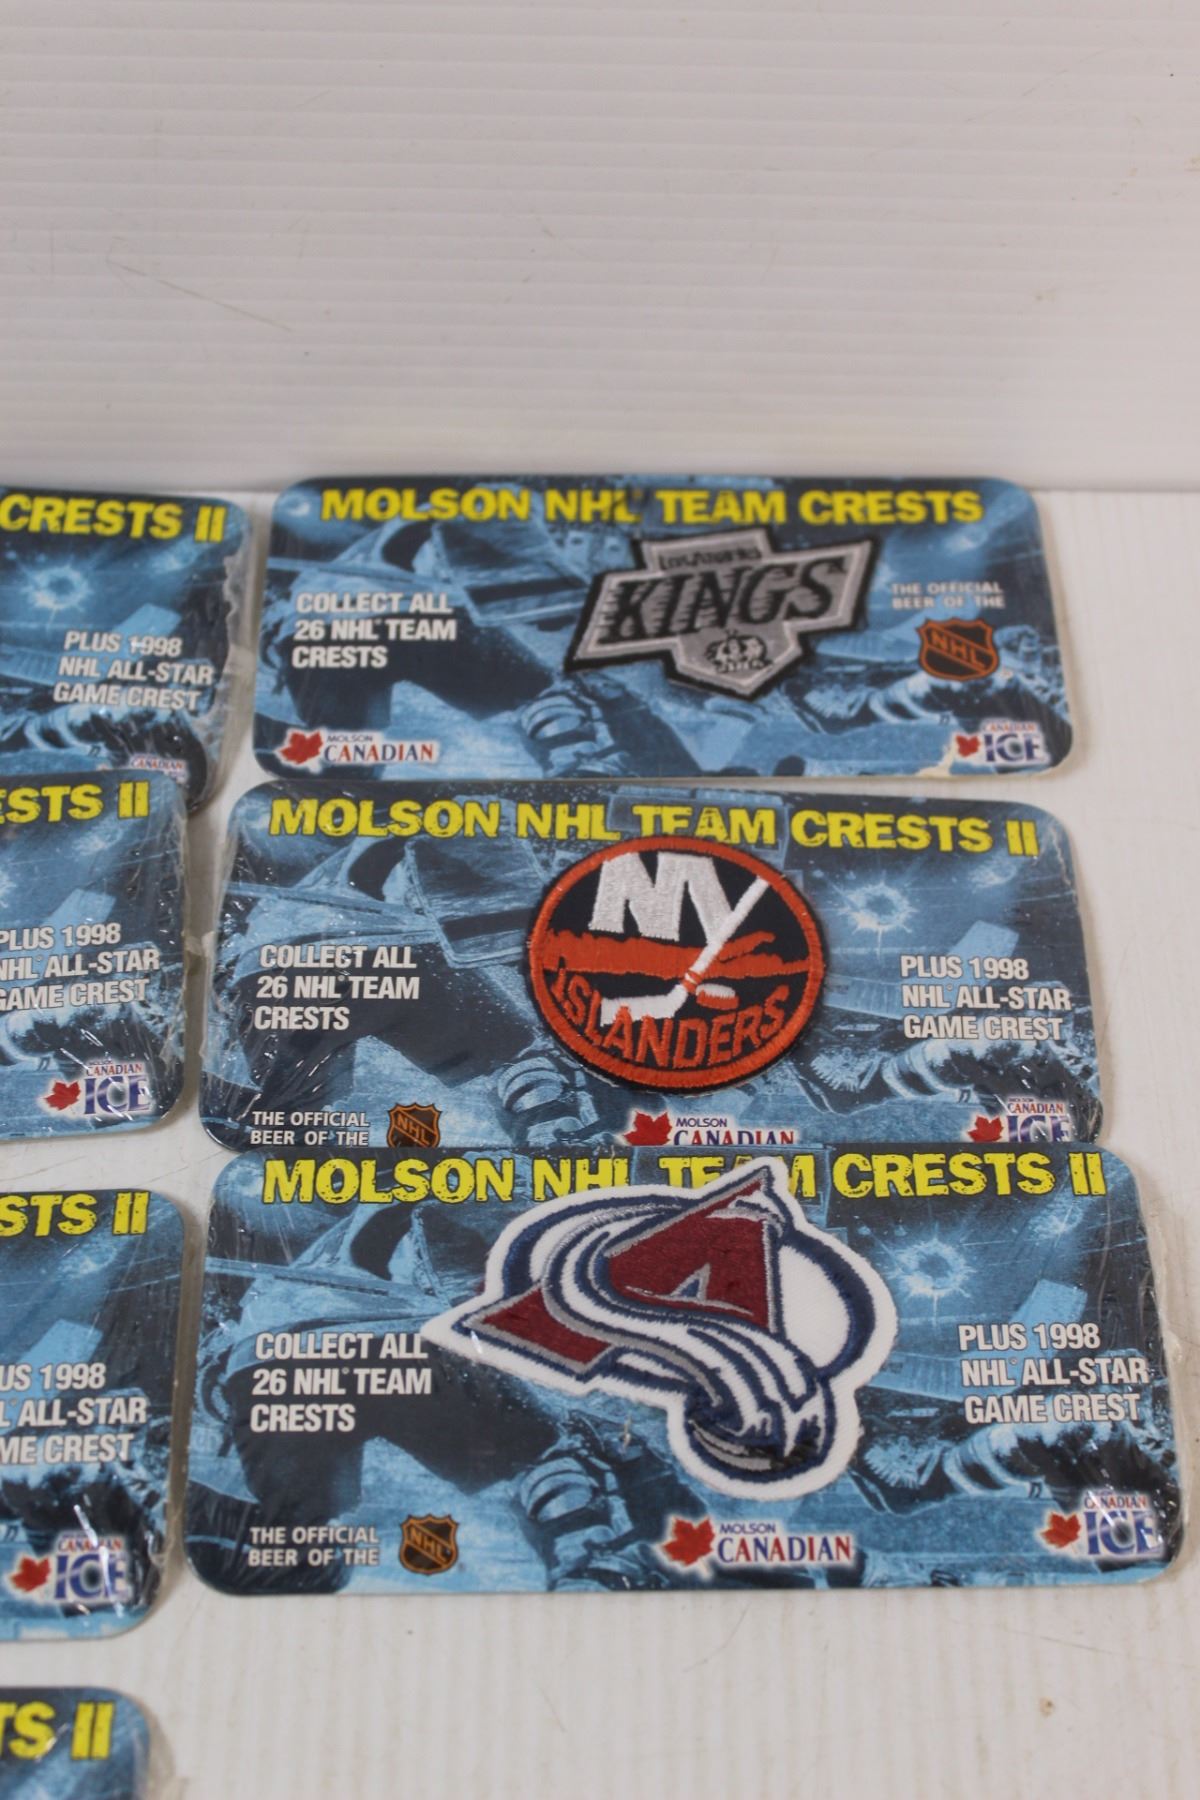 CRESTS II
PLUS 1998
NHL ALL-STAR
GAME CREST
CANADIAN
MOLSON NHL TEAM CRESTS
COLLECT ALL
26 NHL TEAM
CRESTS
LOS ANGELES
KINGS
THE OFFICIAL
BEER OF THE
NHL
MOLSON
CANADIAN
CANADIAN
ICE
ESTS II
PLUS 1998
NHL ALL-STAR
GAME CREST
CANADIAN
ICE
MOLSON NHL TEAM CRESTS II
COLLECT ALL
26 NHL TEAM
CRESTS
NY
ISLANDERS
PLUS 1998
NHL ALL-STAR
GAME CREST
THE OFFICIAL
BEER OF THE
NHL
MOLSON
CANADIAN
MOLSON
CANADIAN
ICE
STS II
US 1998
L ALL-STAR
ME CREST
CANADIAN
ICE
MOLSON NHL TEAM CRESTS II
COLLECT ALL
26 NHL TEAM
CRESTS
A
PLUS 1998
NHL ALL-STAR
GAME CREST
THE OFFICIAL
BEER OF THE
NHL
MOLSON
CANADIAN
CANADIAN
ICE
TS II